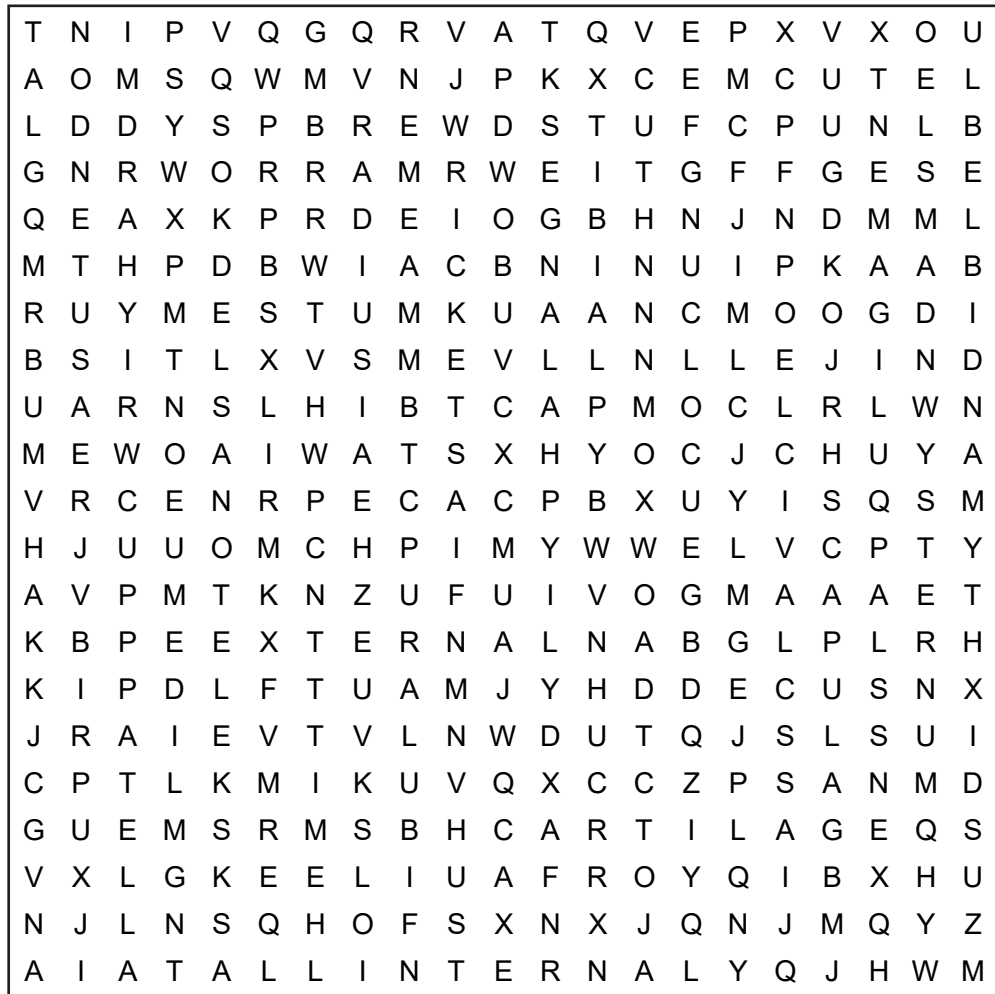 T N I P V Q G Q R V A T Q V E P X V X O U
A O M S Q W M V N J P K X C E M C U T E L
L D D Y S P B R E W D S T U F C P U N L B
G N R W O R R A M R W E I T G F F G E S E
Q E A X K P R D E I O G B H N J N D M M L
M T H P D B W I A C B N I N U I P K A A B
R U Y M E S T U M K U A A N C M O O G D I
B S I T L X V S M E V L L N L L E J I N D
U A R N S L H I B T C A P M O C L R L W N
M E W O A I W A T S X H Y O C J C H U Y A
V R C E N R P E C A C P B X U Y I S Q S M
H J U U O M C H P I M Y W W E L V C P T Y
A V P M T K N Z U F U I V O G M A A A E T
K B P E E X T E R N A L N A B G L P L R H
K I P D L F T U A M J Y H D D E C U S N X
J R A I E V T V L N W D U T Q J S L S U I
C P T L K M I K U V Q X C C Z P S A N M D
G U E M S R M S B H C A R T I L A G E Q S
V X L G K E E L I U A F R O Y Q I B X H U
N J L N S Q H O F S X N X J Q N J M Q Y Z
A I A T A L L I N T E R N A L Y Q J H W M